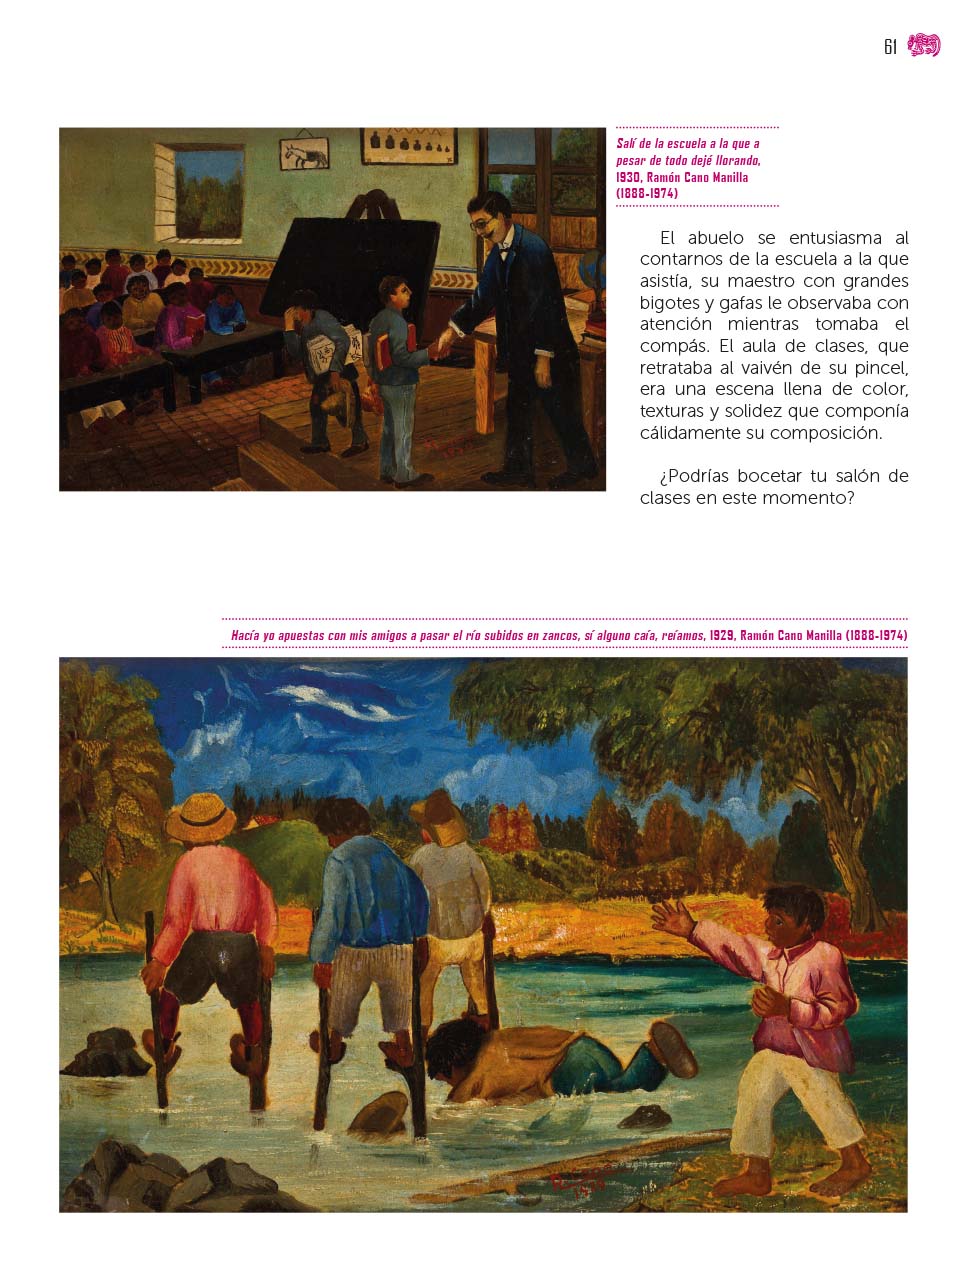 61
Salí de la escuela a la que a
pesar de todo dejé llorando,
1930, Ramón Cano Manilla
(1888-1974)
El abuelo se entusiasma al
contarnos de la escuela a la que
asistía, su maestro con grandes
bigotes y gafas le observaba con
atención mientras tomaba el
compás. El aula de clases, que
retrataba al vaivén de su pincel,
era una escena llena de color,
texturas y solidez que componía
cálidamente su composición.
¿Podrías bocetar tu salón de
clases en este momento?
Hacía yo apuestas con mis amigos a pasar el río subidos en zancos, sí alguno caía, reíamos, 1929, Ramón Cano Manilla (1888-1974)